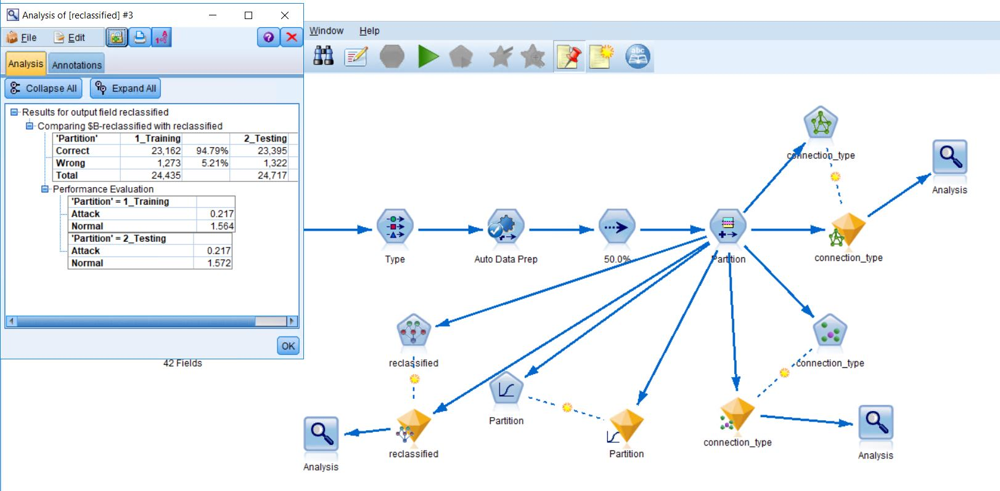 Analysis of [reclassified] #3
File Edit
Window Help
Analysis Annotations
Collapse All Expand All
Results for output field reclassified
Comparing $B-reclassified with reclassified
'Partition' 1_Training 2_Testing
Correct 23,162 94.79% 23,395
Wrong 1,273 5.21% 1,322
Total 24,435 24,717
Performance Evaluation
'Partition' = 1_Training
Attack 0.217
Normal 1.564
'Partition' = 2_Testing
Attack 0.217
Normal 1.572
OK
42 Fields
abc
connection_type
Analysis
Type
Auto Data Prep
50.0%
Partition
connection_type
reclassified
connection_type
Partition
connection_type
reclassified
Partition
Analysis
Analysis